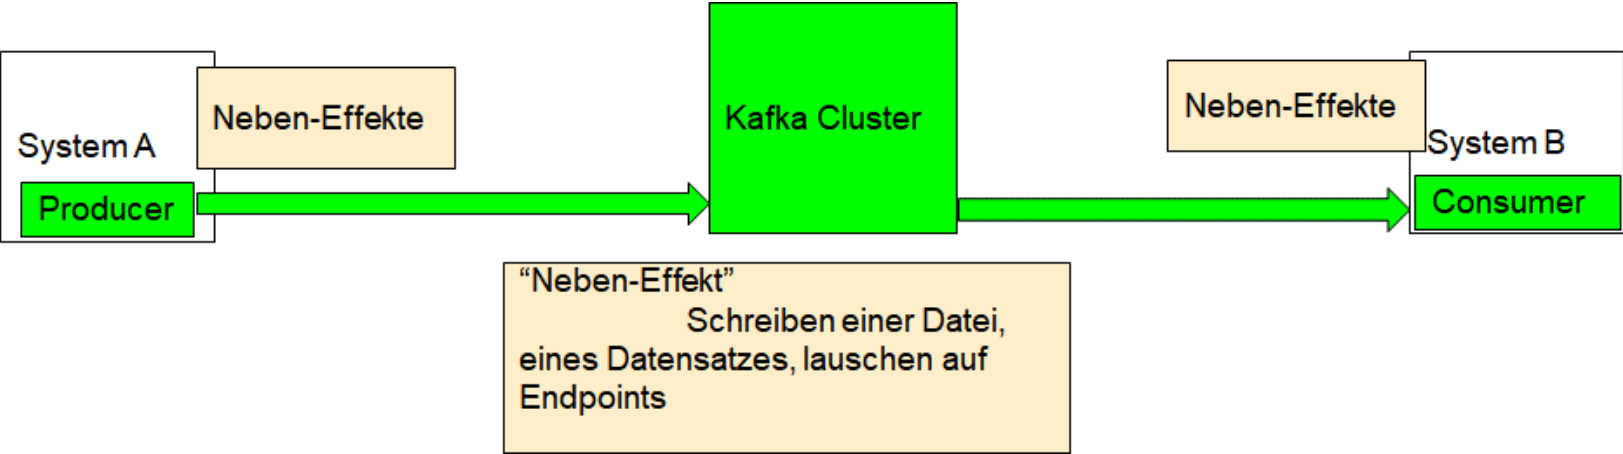 Neben-Effekte
System A
Producer
Kafka Cluster
Neben-Effekte
System B
Consumer
“Neben-Effekt”
Schreiben einer Datei,
eines Datensatzes, lauschen auf
Endpoints